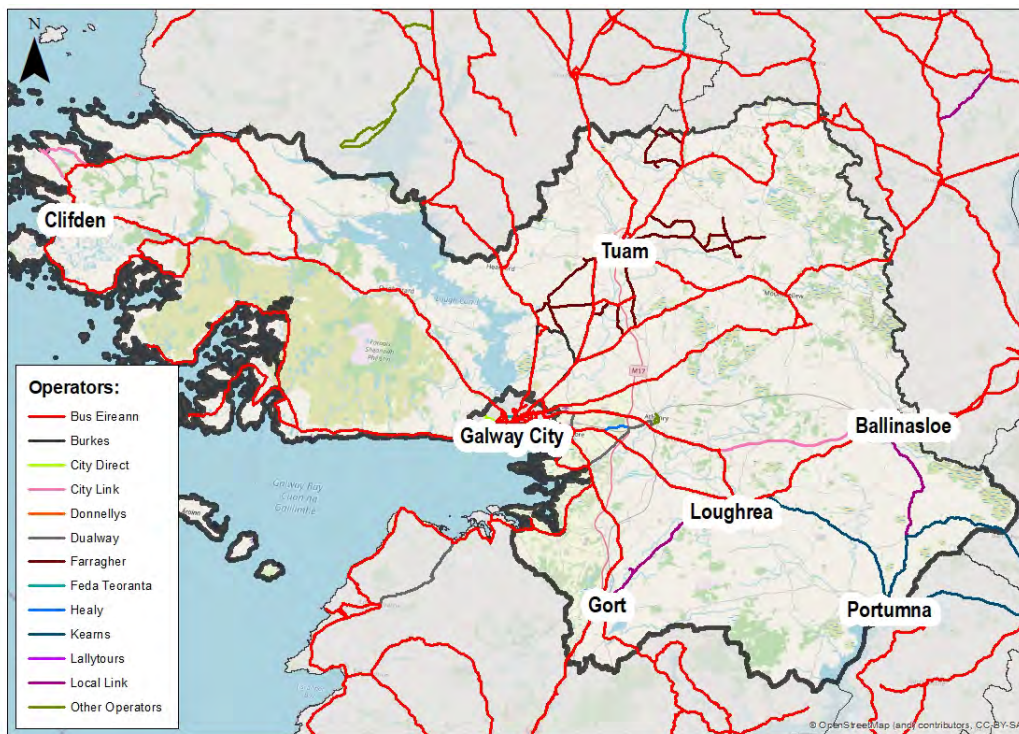 N
Clifden
Tuam
M17
Galway City
Ballinasloe
Loughrea
Gort
Portumna
Galway Bay
Cuan na
Gaillimhe
Lough Corrib
Operators:
Bus Eireann
Burkes
City Direct
City Link
Donnellys
Dualway
Farragher
Feda Teoranta
Healy
Kearns
Lallytours
Local Link
Other Operators
© OpenStreetMap (and) contributors, CC-BY-SA